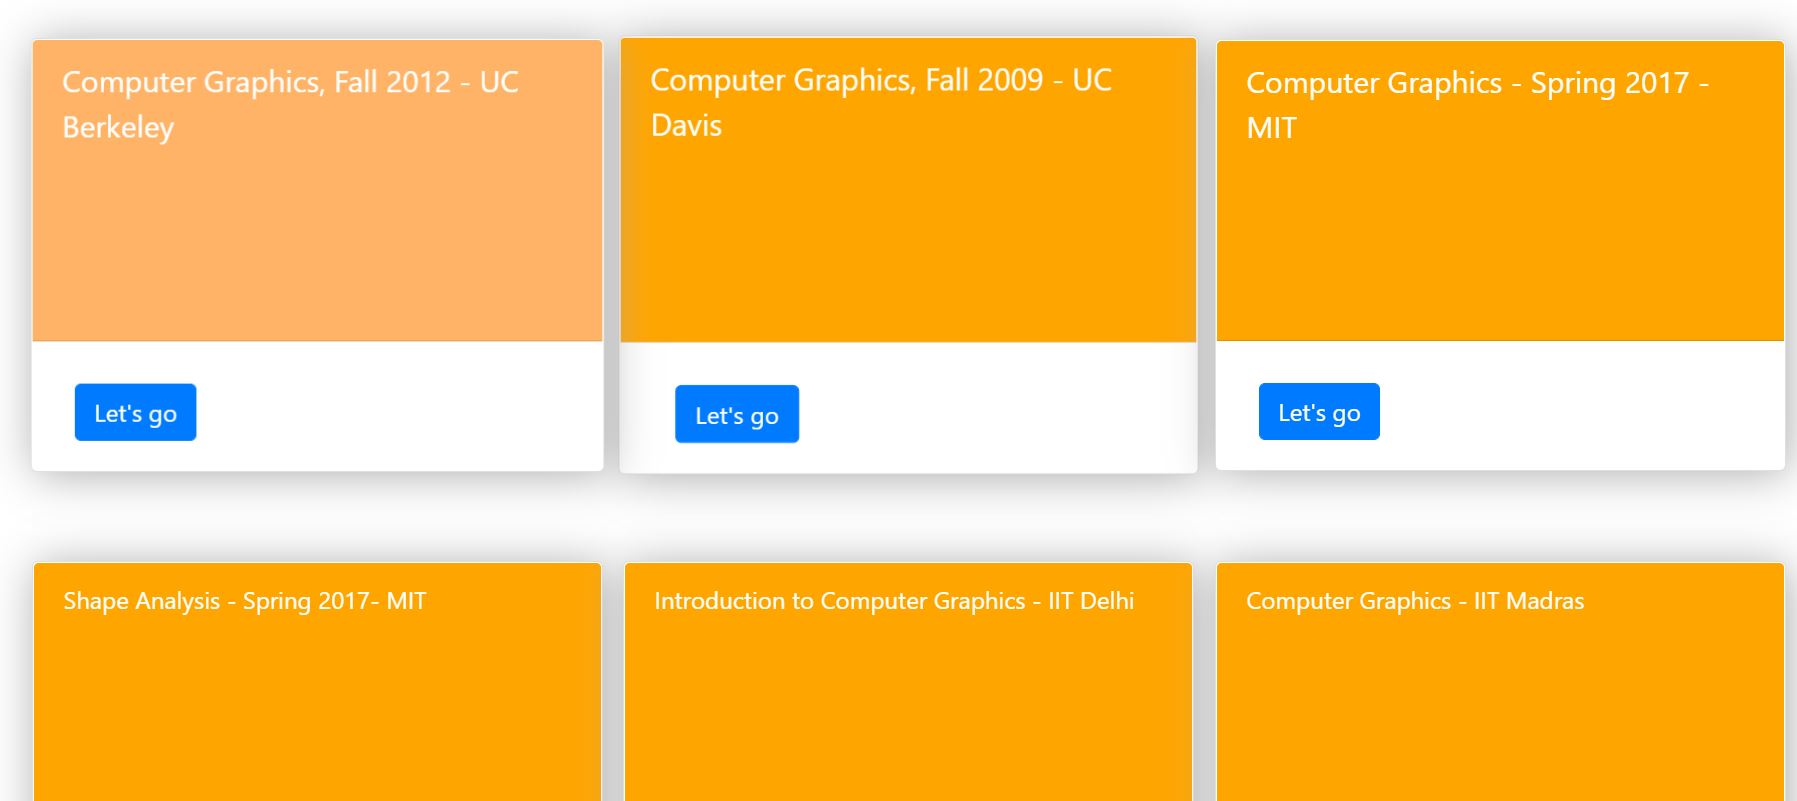 Computer Graphics, Fall 2012 - UC
Berkeley
Let's go
Computer Graphics, Fall 2009 - UC
Davis
Let's go
Computer Graphics - Spring 2017 -
MIT
Let's go
Shape Analysis - Spring 2017- MIT
Introduction to Computer Graphics - IIT Delhi
Computer Graphics - IIT Madras